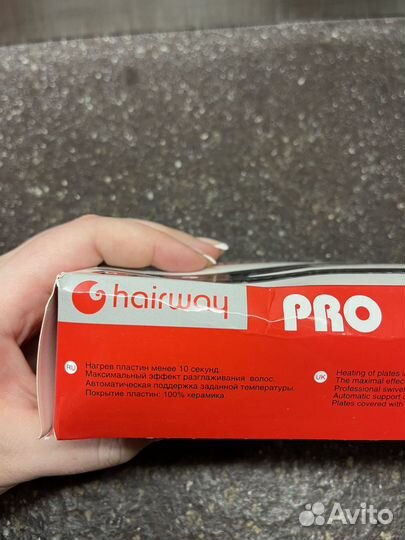 hairway
PRO
RU
Нагрев пластин менее 10 секунд.
Максимальный эффект разглаживания волос.
Автоматическая поддержка заданной температуры.
Покрытие пластин: 100% керамика.
UK
Heating of plates
The maximal effec
Professional swive
Automatic support
Plates covered with
Avito